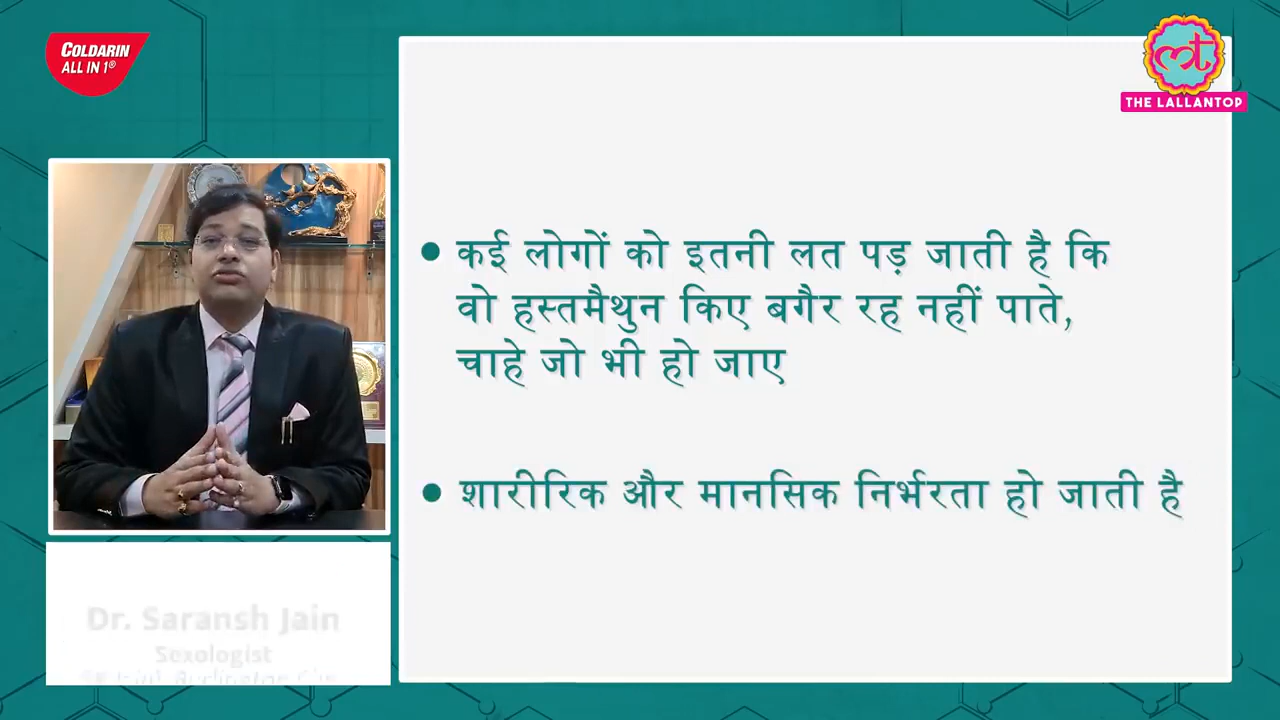 COLDARIN
ALL IN 1®
THE LALLANTOP
कई लोगों को इतनी लत पड़ जाती है कि
वो हस्तमैथुन किए बगैर रह नहीं पाते,
चाहे जो भी हो जाए
शारीरिक और मानसिक निर्भरता हो जाती है
Dr. Saransh Jain
Sexologist